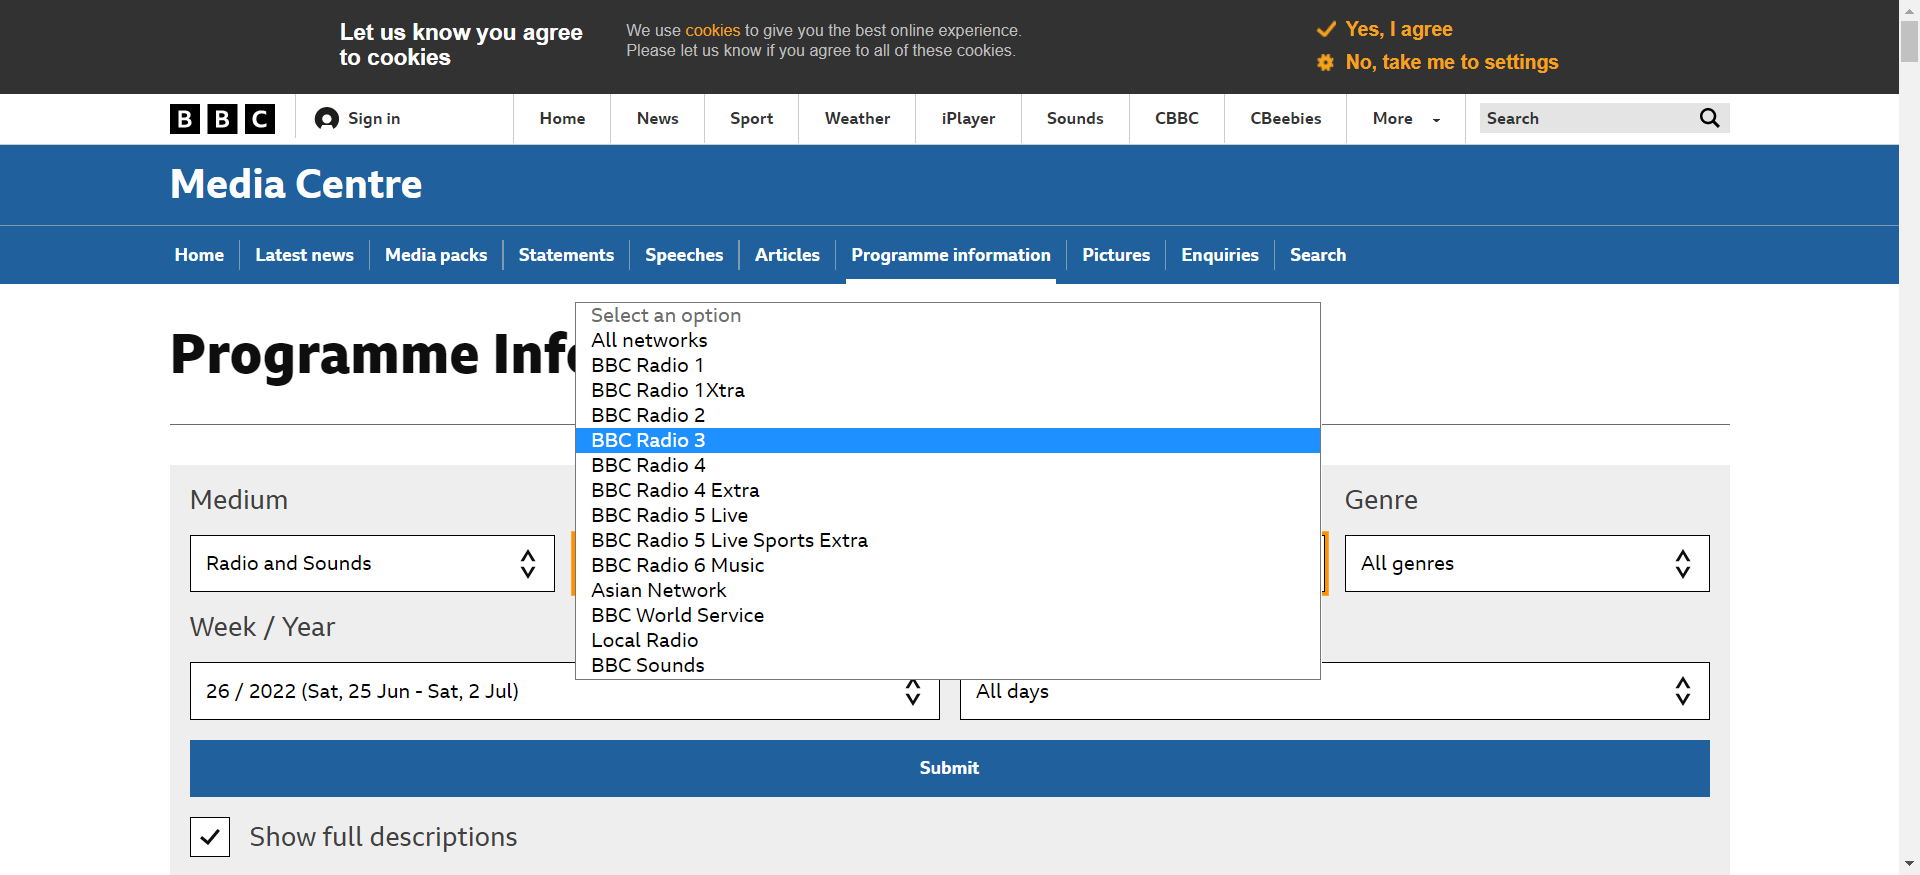 Let us know you agree
to cookies
We use cookies to give you the best online experience.
Please let us know if you agree to all of these cookies.
Yes, I agree
No, take me to settings
BBC
Sign in
Home
News
Sport
Weather
iPlayer
Sounds
CBBC
CBeebies
More
Search
Media Centre
Home
Latest news
Media packs
Statements
Speeches
Articles
Programme information
Pictures
Enquiries
Search
Programme Inf
Select an option
All networks
BBC Radio 1
BBC Radio 1Xtra
BBC Radio 2
BBC Radio 3
BBC Radio 4
BBC Radio 4 Extra
BBC Radio 5 Live
BBC Radio 5 Live Sports Extra
BBC Radio 6 Music
Asian Network
BBC World Service
Local Radio
BBC Sounds
Medium
Radio and Sounds
Genre
All genres
Week / Year
26 / 2022 (Sat, 25 Jun - Sat, 2 Jul)
All days
Submit
Show full descriptions